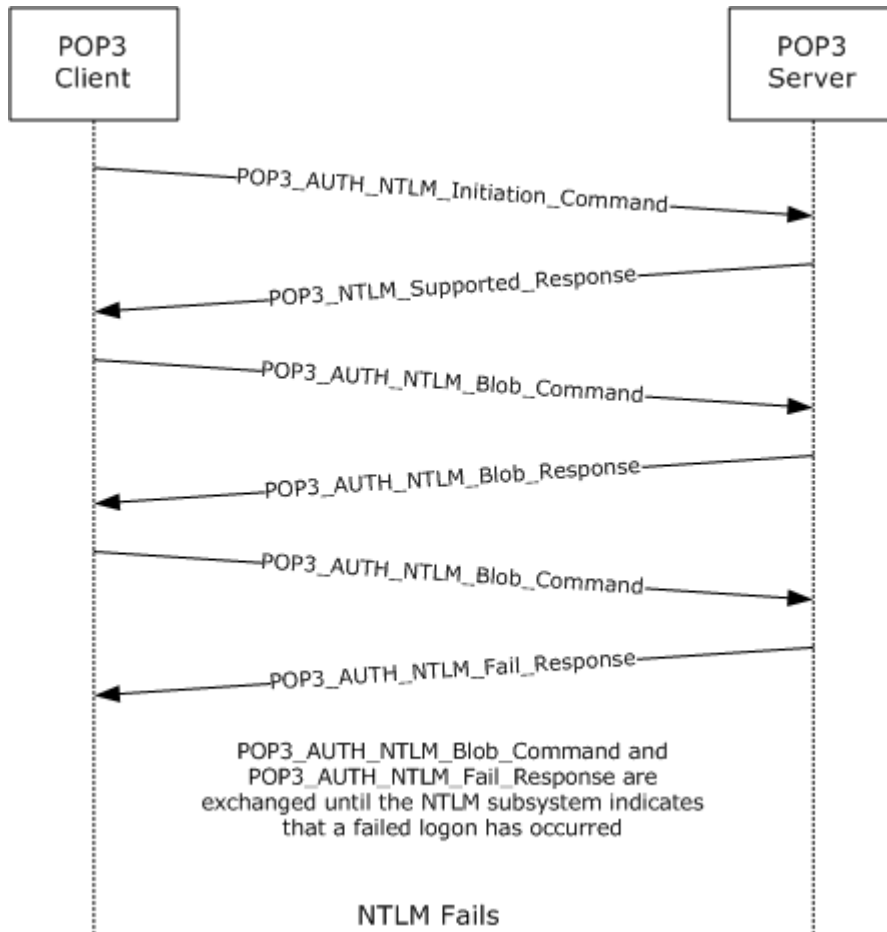 POP3
Client
POP3
Server
POP3_AUTH_NTLM_Initiation_Command
POP3_NTLM_Supported_Response
POP3_AUTH_NTLM_Blob_Command
POP3_AUTH_NTLM_Blob_Response
POP3_AUTH_NTLM_Blob_Command
POP3_AUTH_NTLM_Fail_Response
POP3_AUTH_NTLM_Blob_Command and
POP3_AUTH_NTLM_Fail_Response are
exchanged until the NTLM subsystem indicates
that a failed logon has occurred
NTLM Fails